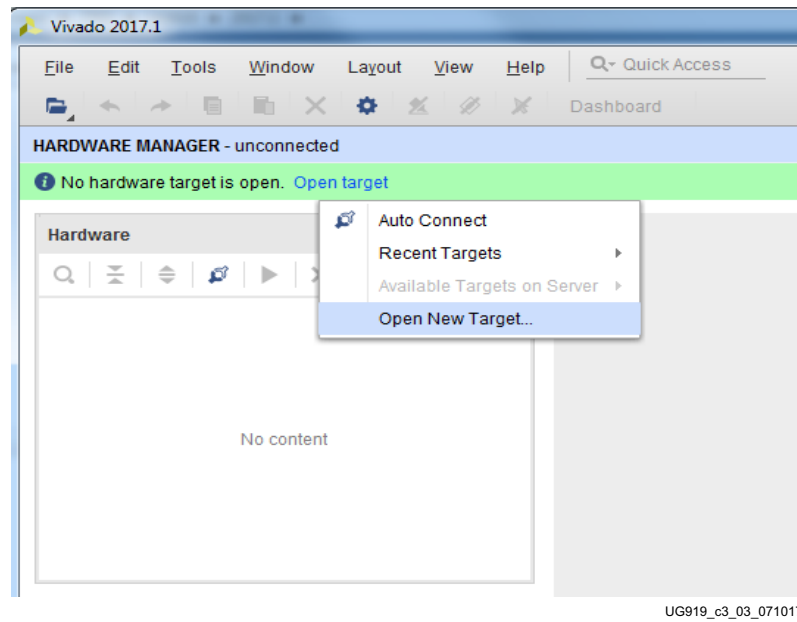 Vivado 2017.1
File Edit Tools Window Layout View Help Quick Access
Dashboard
HARDWARE MANAGER - unconnected
No hardware target is open. Open target
Hardware
Auto Connect
Recent Targets
Available Targets on Server
Open New Target...
No content
UG919_c3_03_071017